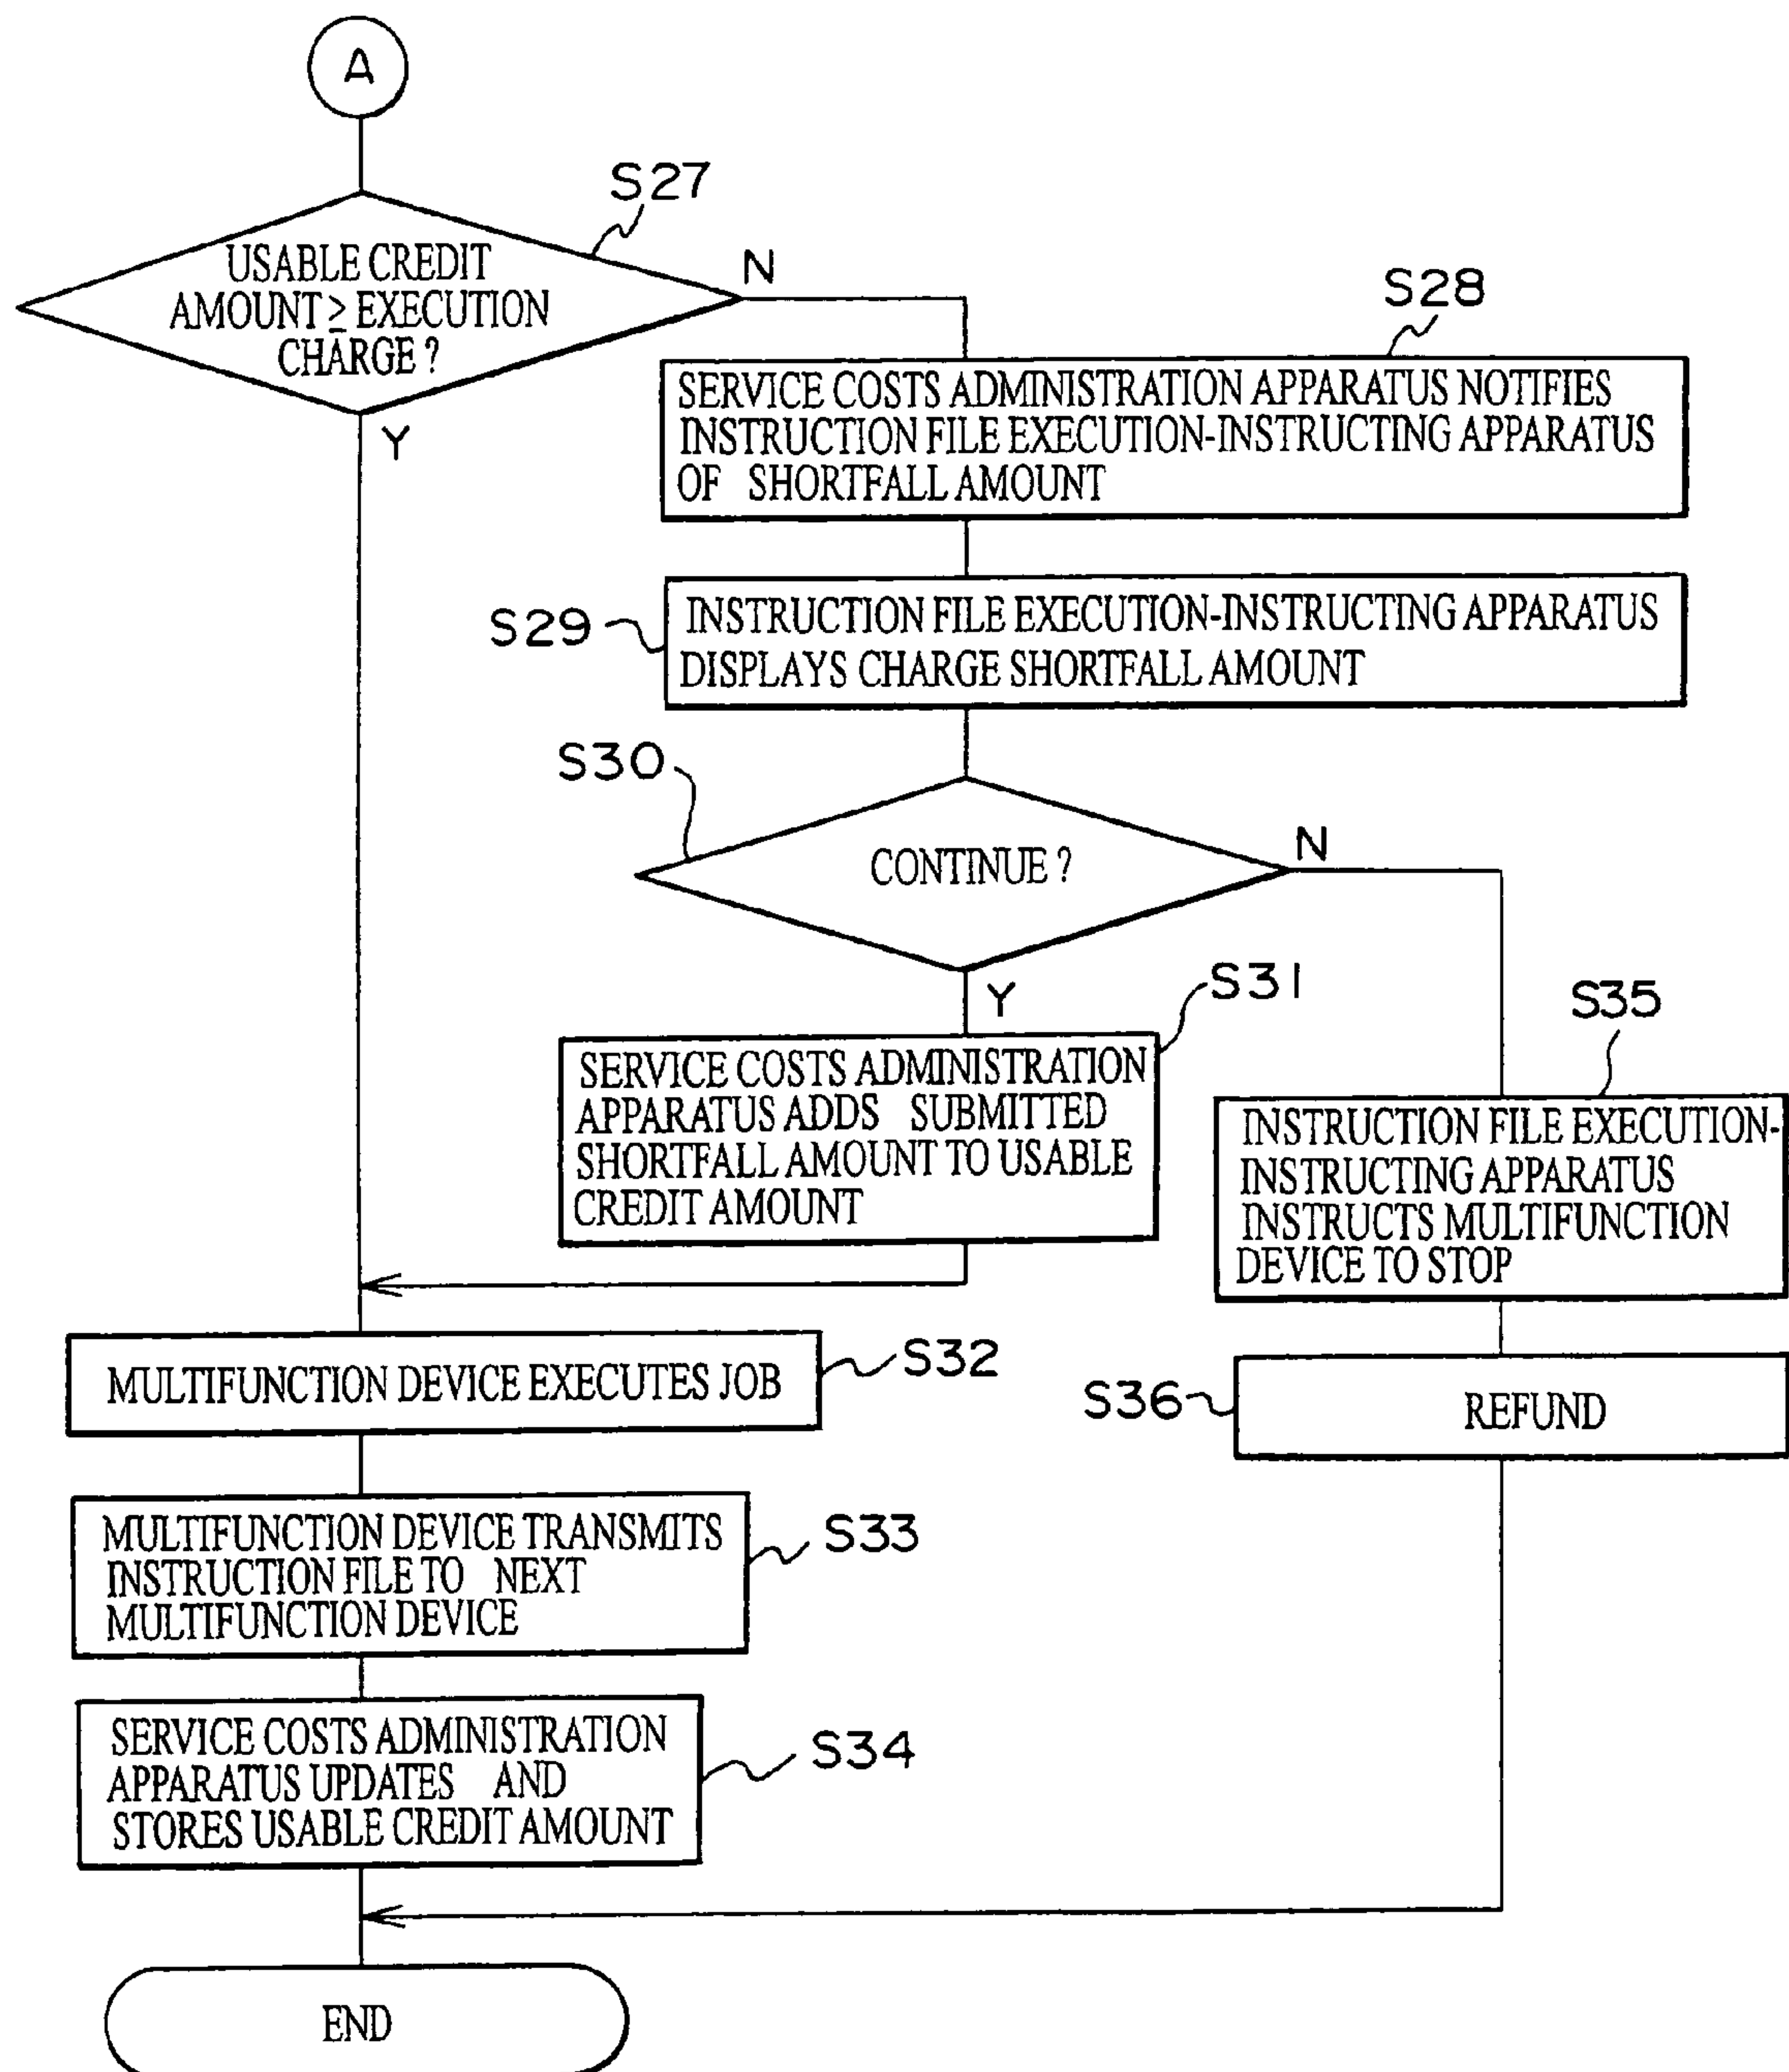 A
S27
USABLE CREDIT
AMOUNT ≥ EXECUTION
CHARGE ?
N
Y
S28
SERVICE COSTS ADMINISTRATION APPARATUS NOTIFIES
INSTRUCTION FILE EXECUTION-INSTRUCTING APPARATUS
OF SHORTFALL AMOUNT
S29
INSTRUCTION FILE EXECUTION-INSTRUCTING APPARATUS
DISPLAYS CHARGE SHORTFALL AMOUNT
S30
CONTINUE ?
N
Y
S31
SERVICE COSTS ADMINISTRATION
APPARATUS ADDS SUBMITTED
SHORTFALL AMOUNT TO USABLE
CREDIT AMOUNT
S35
INSTRUCTION FILE EXECUTION-
INSTRUCTING APPARATUS
INSTRUCTS MULTIFUNCTION
DEVICE TO STOP
S32
MULTIFUNCTION DEVICE EXECUTES JOB
S36
REFUND
S33
MULTIFUNCTION DEVICE TRANSMITS
INSTRUCTION FILE TO NEXT
MULTIFUNCTION DEVICE
S34
SERVICE COSTS ADMINISTRATION
APPARATUS UPDATES AND
STORES USABLE CREDIT AMOUNT
END